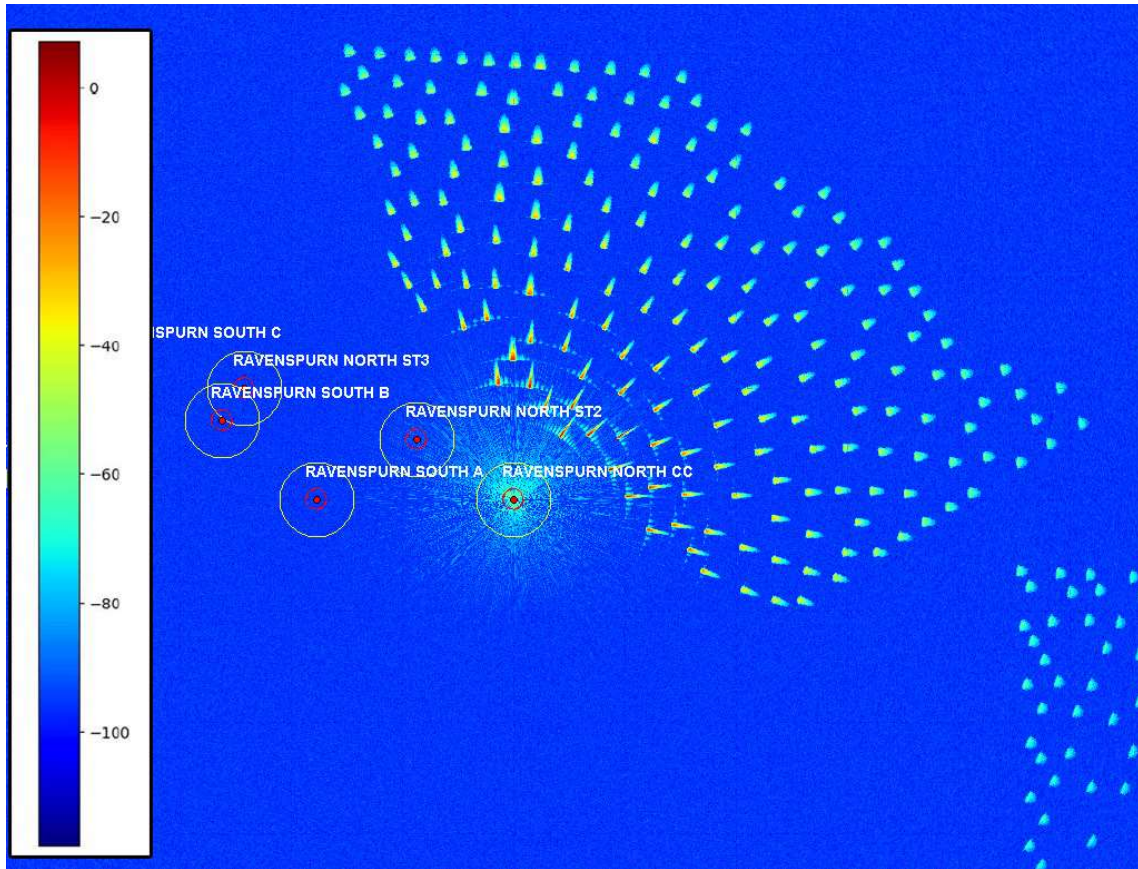 0
−20
−40
−60
−80
−100
NSPURN SOUTH C
RAVENSPURN NORTH ST3
RAVENSPURN SOUTH B
RAVENSPURN NORTH ST2
RAVENSPURN SOUTH A
RAVENSPURN NORTH CC